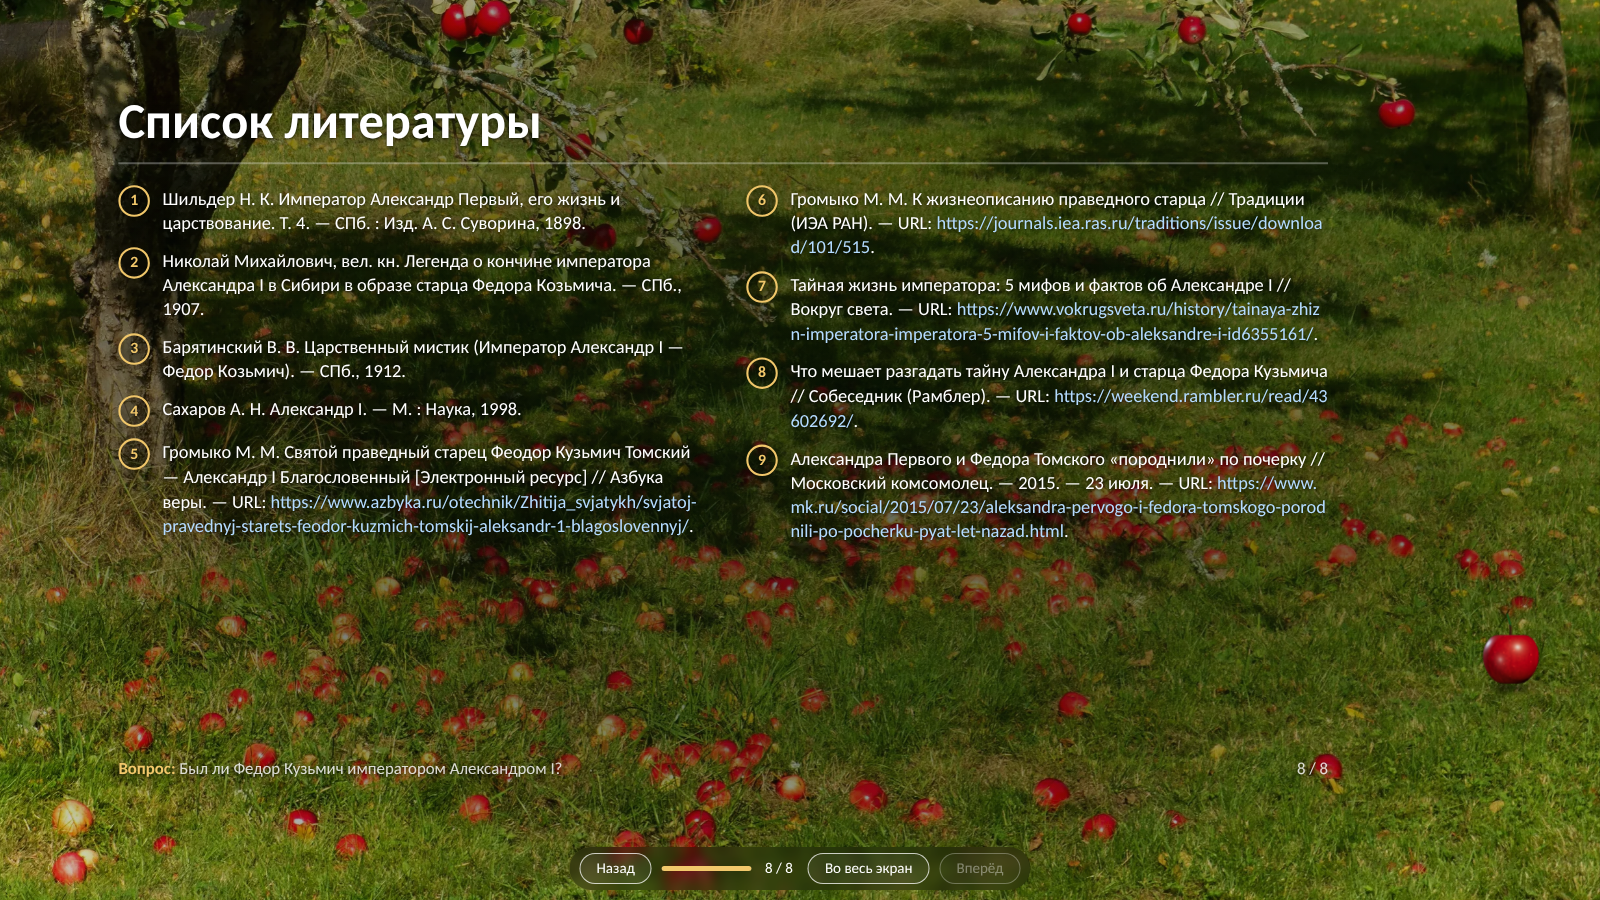 Список литературы
1
Шильдер Н. К. Император Александр Первый, его жизнь и
царствование. Т. 4. — СПб. : Изд. А. С. Суворина, 1898.
2
Николай Михайлович, вел. кн. Легенда о кончине императора
Александра I в Сибири в образе старца Федора Козьмича. — СПб.,
1907.
3
Барятинский В. В. Царственный мистик (Император Александр I —
Федор Козьмич). — СПб., 1912.
4
Сахаров А. Н. Александр I. — М. : Наука, 1998.
5
Громыко М. М. Святой праведный старец Феодор Кузьмич Томский
— Александр I Благословенный [Электронный ресурс] // Азбука
веры. — URL: https://www.azbyka.ru/otechnik/Zhitija_svjatykh/svjatoj-
pravednyj-starets-feodor-kuzmich-tomskij-aleksandr-1-blagoslovennyj/.
6
Громыко М. М. К жизнеописанию праведного старца // Традиции
(ИЭА РАН). — URL: https://journals.iea.ras.ru/traditions/issue/downloa
d/101/515.
7
Тайная жизнь императора: 5 мифов и фактов об Александре I //
Вокруг света. — URL: https://www.vokrugsveta.ru/history/tainaya-zhiz
n-imperatora-imperatora-5-mifov-i-faktov-ob-aleksandre-i-id6355161/.
8
Что мешает разгадать тайну Александра I и старца Федора Кузьмича
// Собеседник (Рамблер). — URL: https://weekend.rambler.ru/read/43
602692/.
9
Александра Первого и Федора Томского «породнили» по почерку //
Московский комсомолец. — 2015. — 23 июля. — URL: https://www.
mk.ru/social/2015/07/23/aleksandra-pervogo-i-fedora-tomskogo-porod
nili-po-pocherku-pyat-let-nazad.html.
Вопрос: Был ли Федор Кузьмич императором Александром I?
8 / 8
Назад
8 / 8
Во весь экран
Вперёд